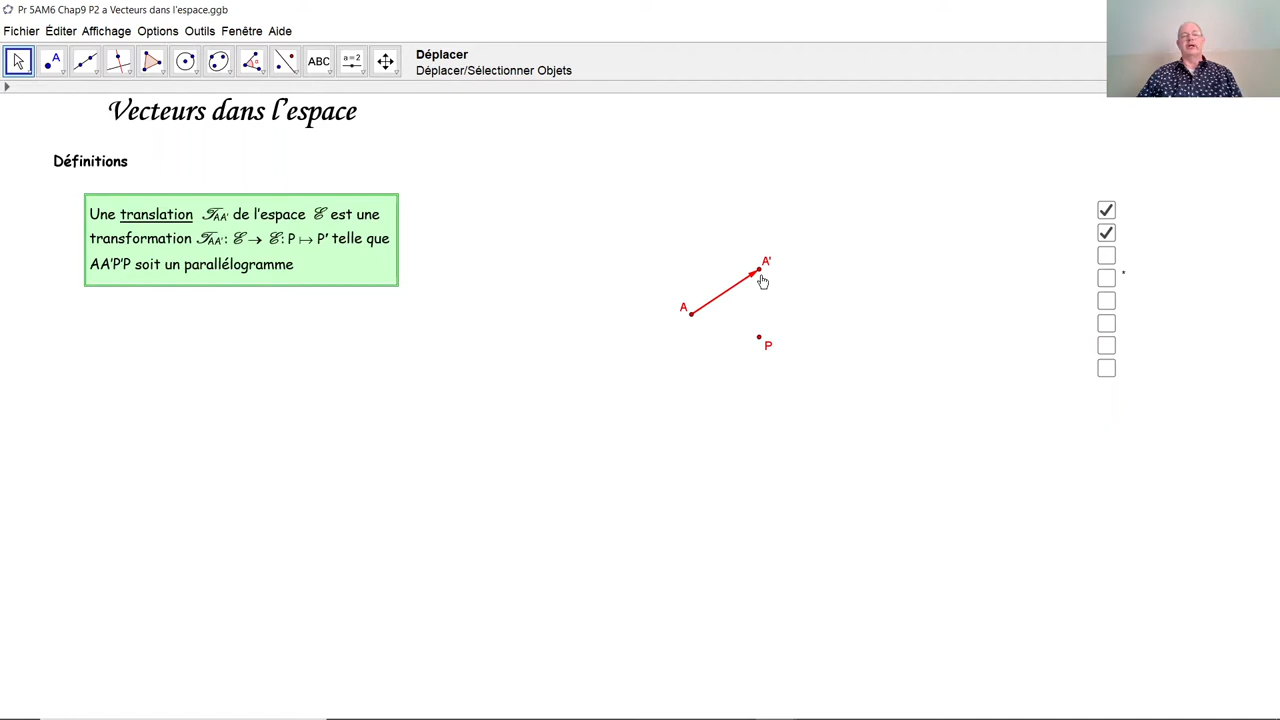 Pr 5AM6 Chap9 P2 a Vecteurs dans l'espace.ggb
Fichier Éditer Affichage Options Outils Fenêtre Aide
A
ABC
a=2
Déplacer
Déplacer/Sélectionner Objets
Vecteurs dans l'espace
Définitions
Une translation 𝒯AA' de l'espace ℰ est une
transformation 𝒯AA' : ℰ → ℰ: P ↦ P' telle que
AA'P'P soit un parallélogramme
A'
A
P